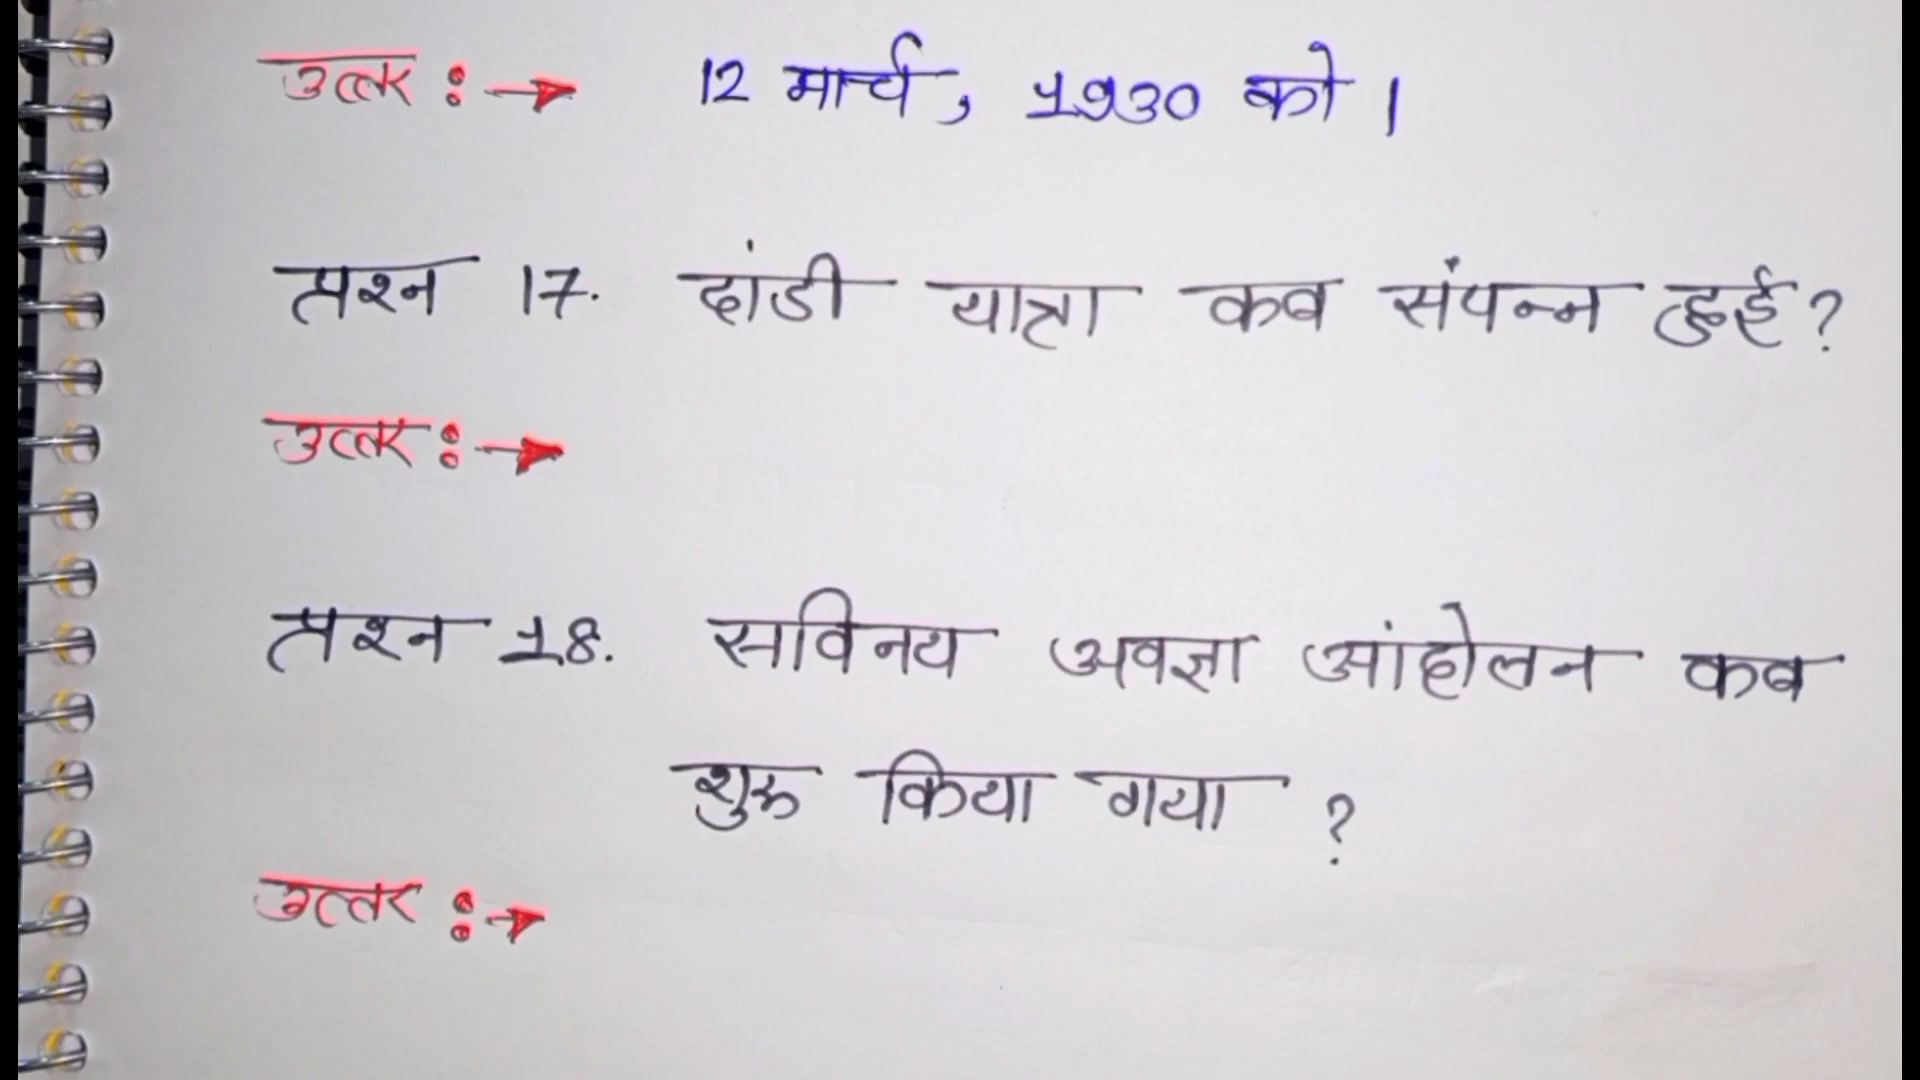 उत्तर :→ 12 मार्च, 1930 को ।
प्रश्न 17. दांडी यात्रा कब संपन्न हुई?
उत्तर :→
प्रश्न 18. सविनय अवज्ञा आंदोलन कब
शुरू किया गया ?
उत्तर :→